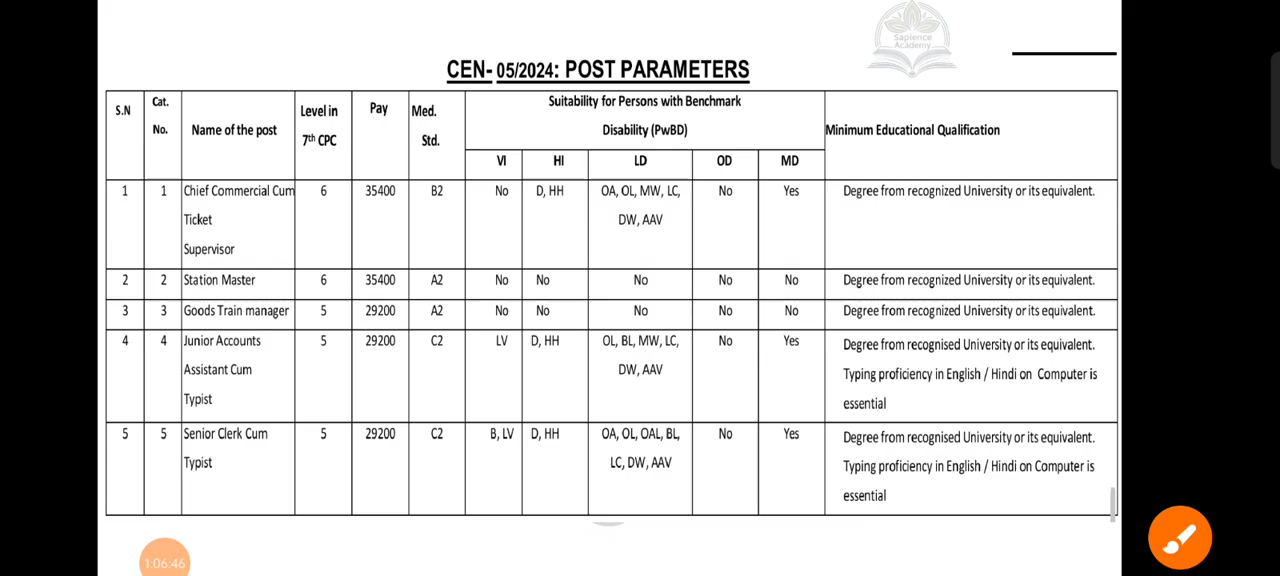 Sapience
Academy
CEN- 05/2024: POST PARAMETERS
S.N Cat. No. Name of the post Level in 7th CPC Pay Med. Std. Suitability for Persons with Benchmark Disability (PwBD) Minimum Educational Qualification
VI HI LD OD MD
1 1 Chief Commercial Cum 6 35400 B2 No D, HH OA, OL, MW, LC, No Yes Degree from recognized University or its equivalent.
Ticket DW, AAV
Supervisor
2 2 Station Master 6 35400 A2 No No No No No Degree from recognized University or its equivalent.
3 3 Goods Train manager 5 29200 A2 No No No No No Degree from recognized University or its equivalent.
4 4 Junior Accounts 5 29200 C2 LV D, HH OL, BL, MW, LC, No Yes Degree from recognised University or its equivalent.
Assistant Cum DW, AAV Typing proficiency in English / Hindi on Computer is
Typist essential
5 5 Senior Clerk Cum 5 29200 C2 B, LV D, HH OA, OL, OAL, BL, No Yes Degree from recognised University or its equivalent.
Typist LC, DW, AAV Typing proficiency in English / Hindi on Computer is
essential
1:06:46